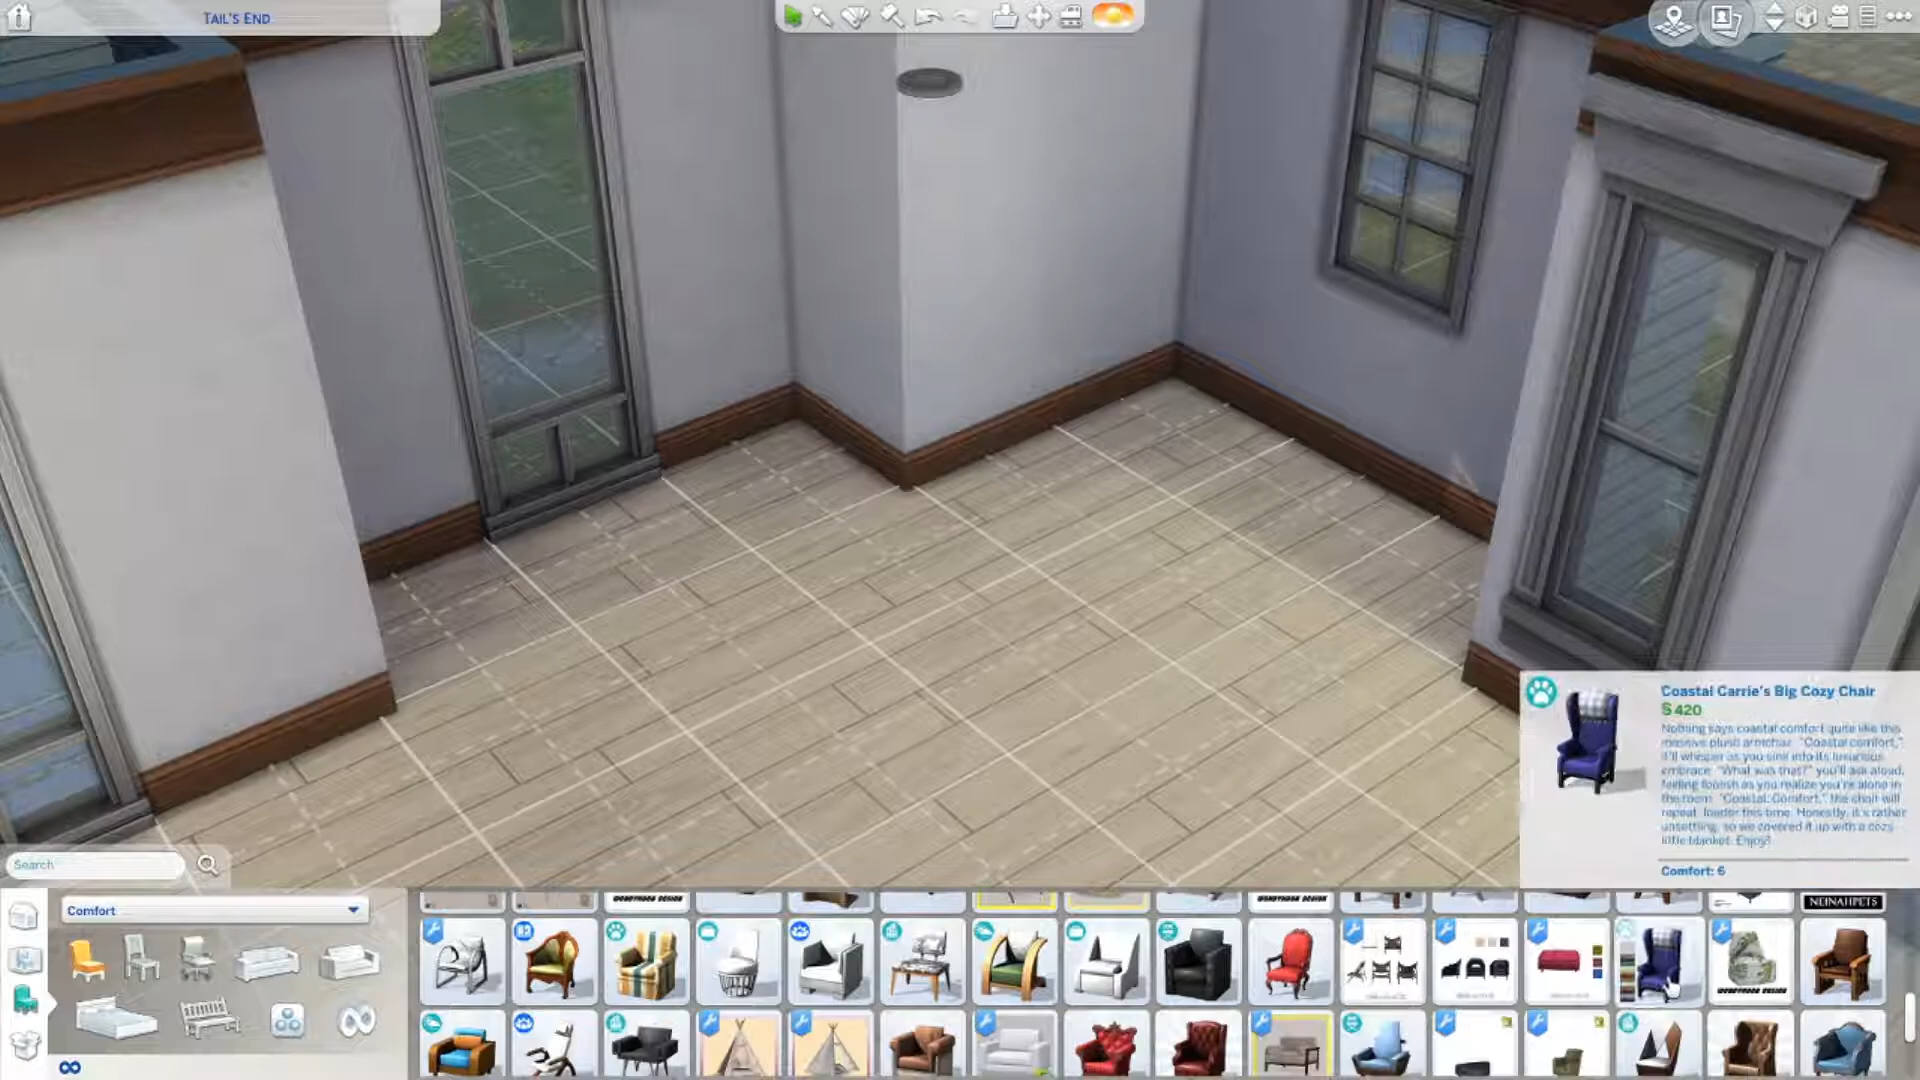 TAIL'S END
Coastal Carrie's Big Cozy Chair
§420
Nothing says coastal comfort quite like this
massive plush armchair. "Coastal comfort,"
it'll whisper as you sink into its luxurious
embrace. "What was that?" you'll ask aloud,
feeling foolish as you realize you're alone in
the room. "Coastal. Comfort," the chair will
repeat, louder this time. Honestly, it's rather
unsettling, so we covered it up with a cozy
little blanket. Enjoy!
Comfort: 6
Search
Comfort
NEINAHPETS